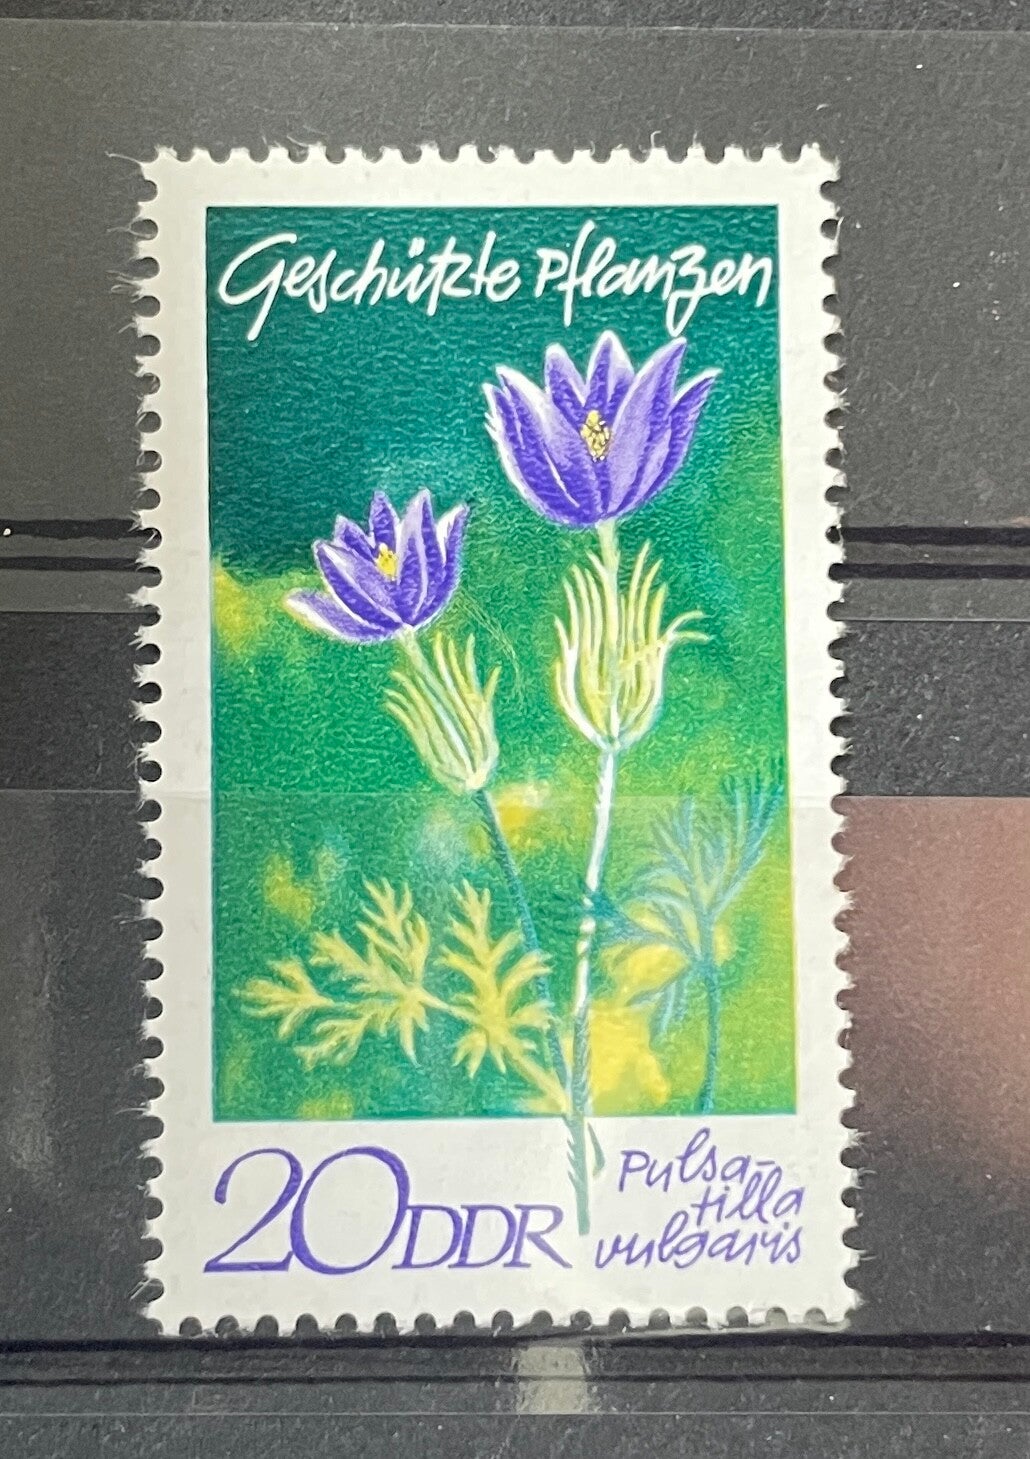 Geschützte Pflanzen
20 DDR
Pulsa-
tilla
vulgaris